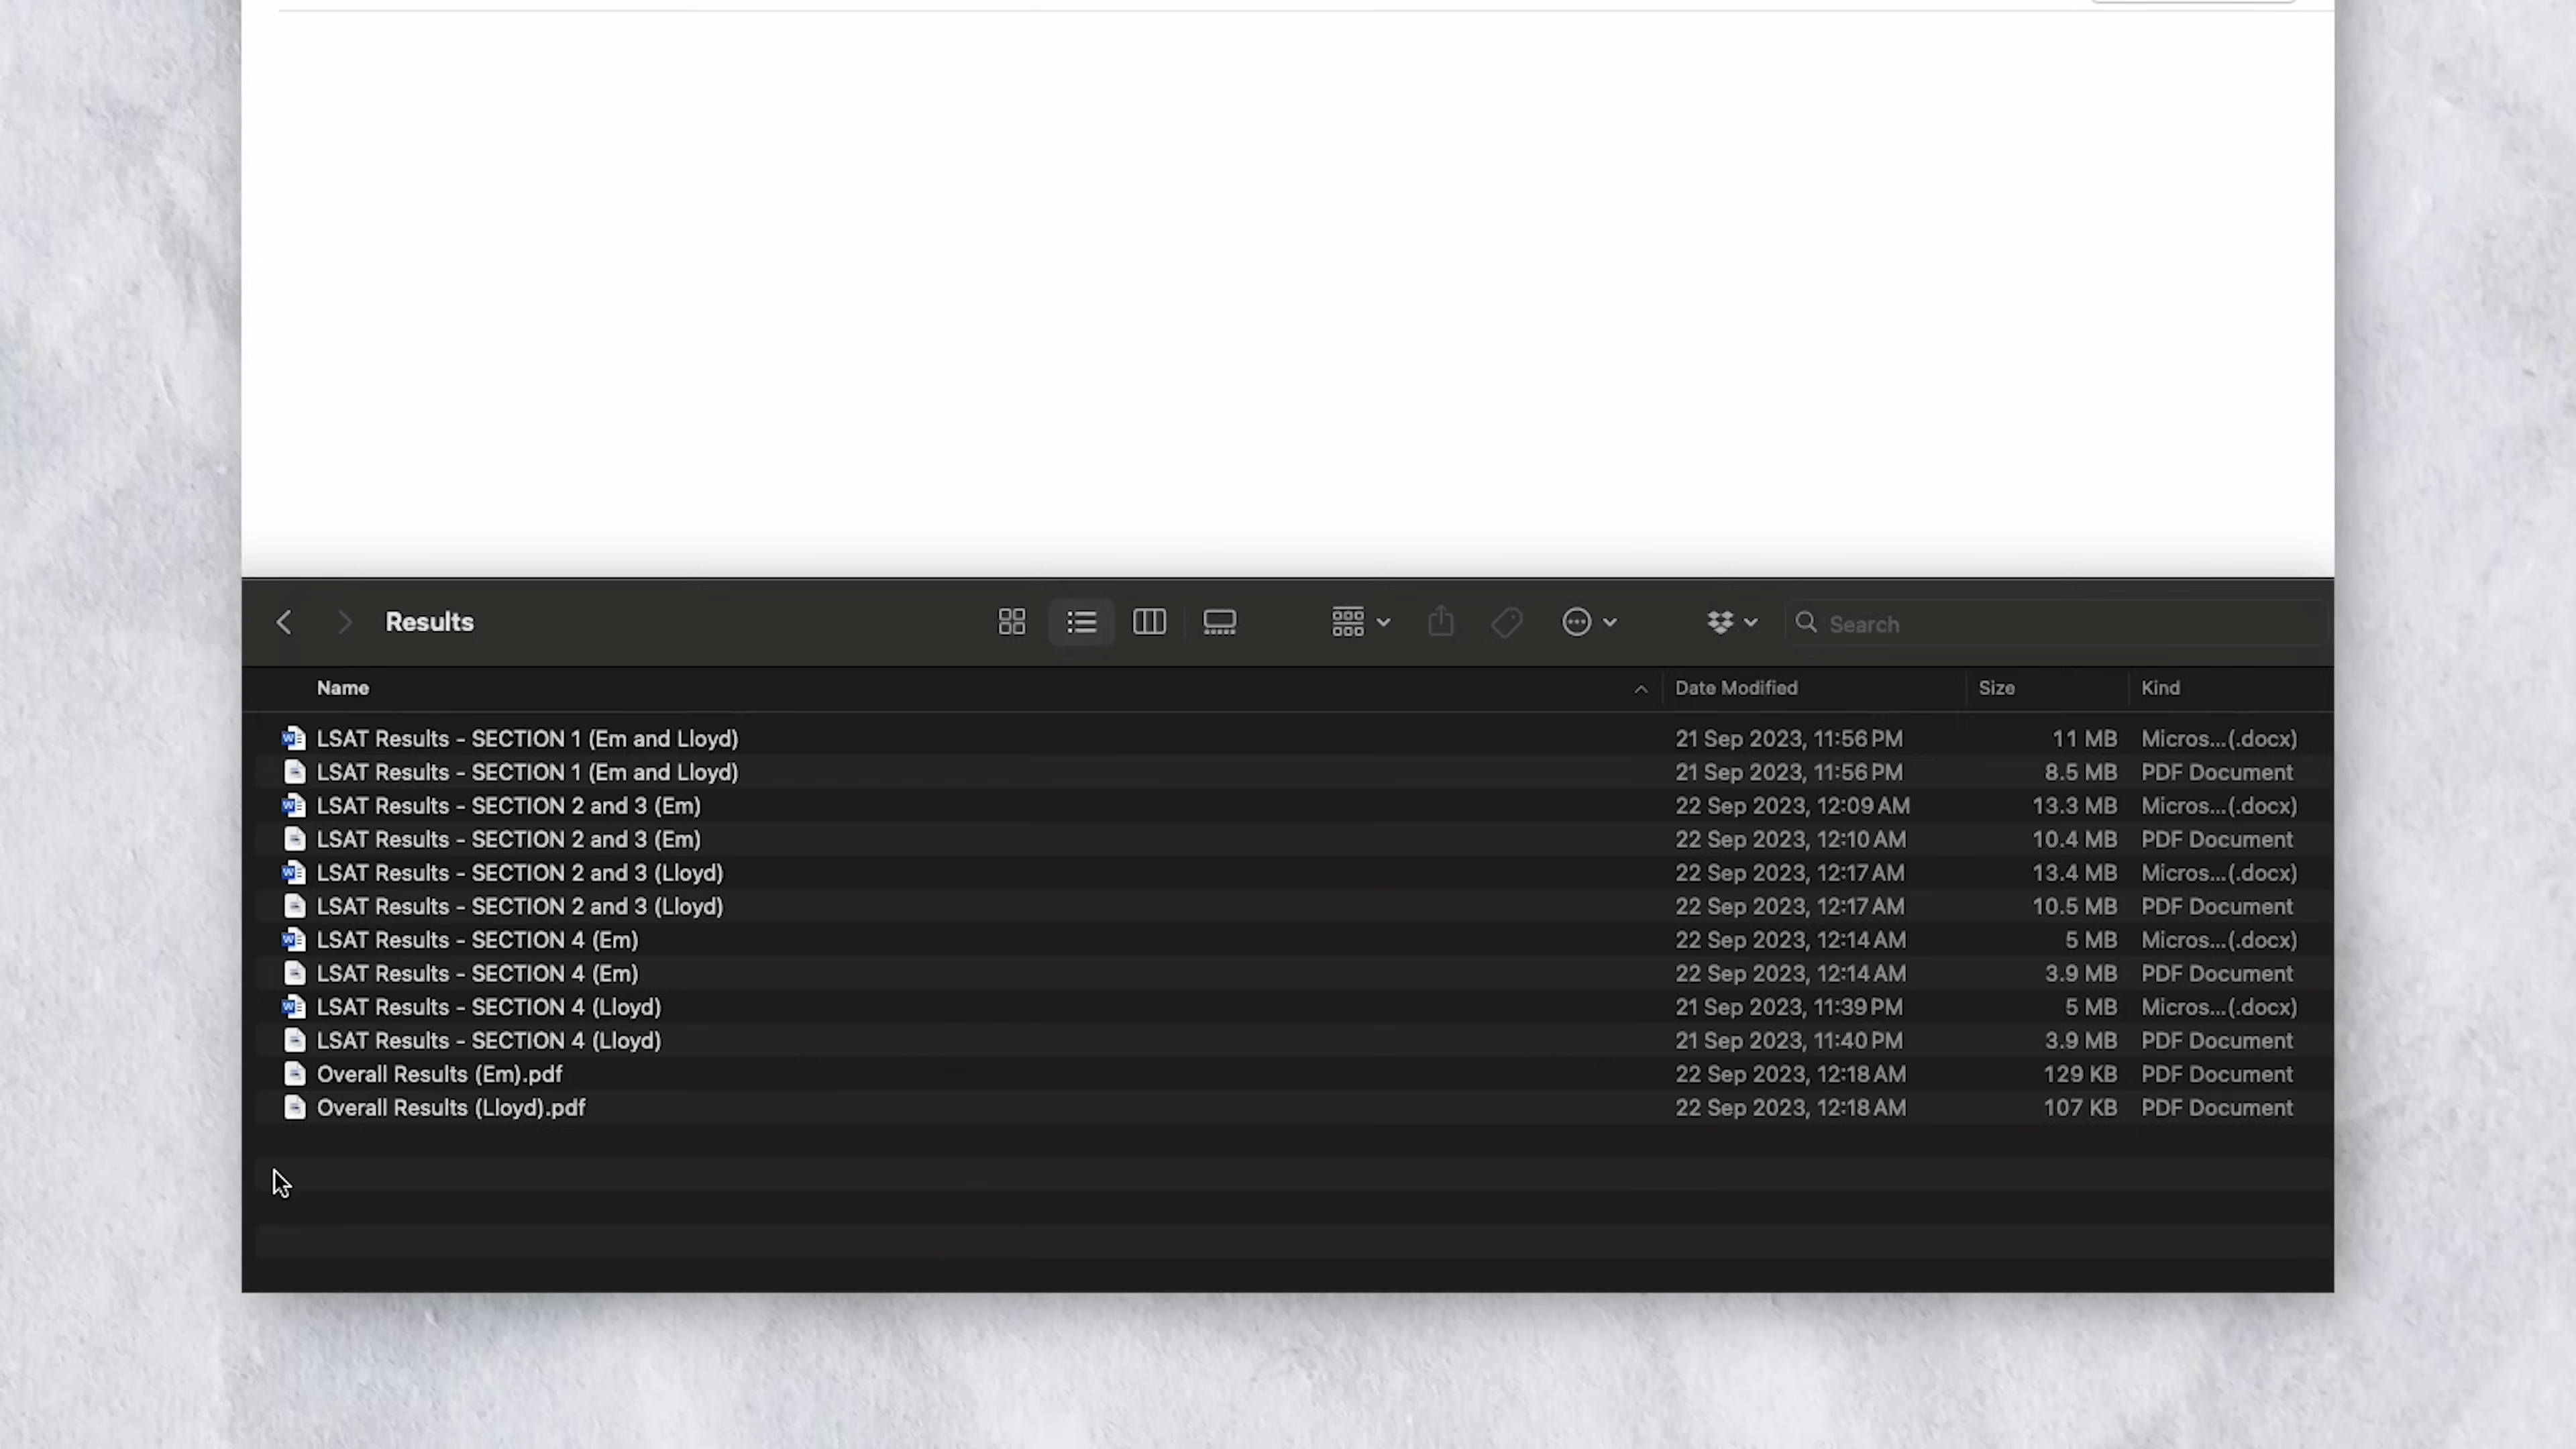 Results
Search
Name Date Modified Size Kind
LSAT Results - SECTION 1 (Em and Lloyd) 21 Sep 2023, 11:56 PM 11 MB Micros...(.docx)
LSAT Results - SECTION 1 (Em and Lloyd) 21 Sep 2023, 11:56 PM 8.5 MB PDF Document
LSAT Results - SECTION 2 and 3 (Em) 22 Sep 2023, 12:09 AM 13.3 MB Micros...(.docx)
LSAT Results - SECTION 2 and 3 (Em) 22 Sep 2023, 12:10 AM 10.4 MB PDF Document
LSAT Results - SECTION 2 and 3 (Lloyd) 22 Sep 2023, 12:17 AM 13.4 MB Micros...(.docx)
LSAT Results - SECTION 2 and 3 (Lloyd) 22 Sep 2023, 12:17 AM 10.5 MB PDF Document
LSAT Results - SECTION 4 (Em) 22 Sep 2023, 12:14 AM 5 MB Micros...(.docx)
LSAT Results - SECTION 4 (Em) 22 Sep 2023, 12:14 AM 3.9 MB PDF Document
LSAT Results - SECTION 4 (Lloyd) 21 Sep 2023, 11:39 PM 5 MB Micros...(.docx)
LSAT Results - SECTION 4 (Lloyd) 21 Sep 2023, 11:40 PM 3.9 MB PDF Document
Overall Results (Em).pdf 22 Sep 2023, 12:18 AM 129 KB PDF Document
Overall Results (Lloyd).pdf 22 Sep 2023, 12:18 AM 107 KB PDF Document